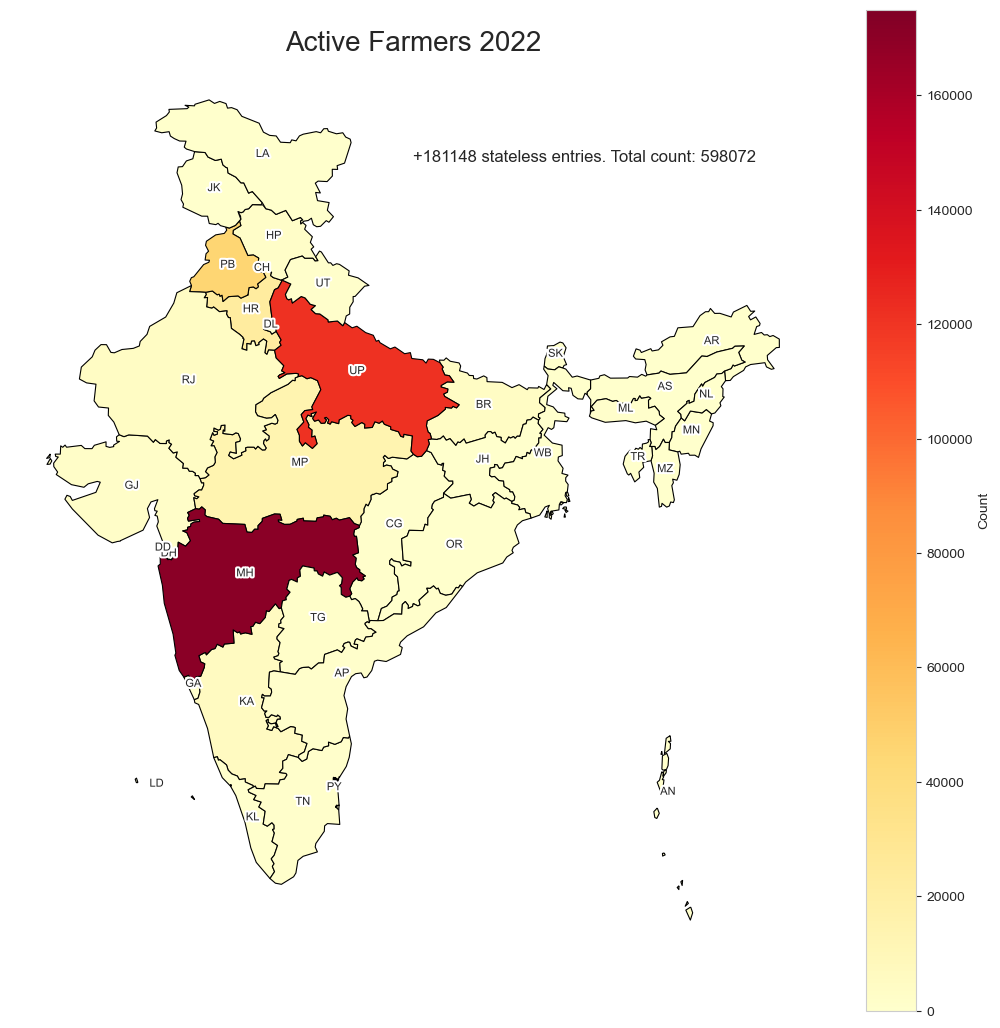 Active Farmers 2022
+181148 stateless entries. Total count: 598072
LA
JK
HP
PB
CH
UT
HR
DL
UP
RJ
SK
AR
AS
NL
ML
BR
MN
MP
JH
WB
TR
MZ
GJ
CG
OR
DD
DH
MH
TG
AP
GA
KA
LD
PY
TN
KL
AN
160000
140000
120000
100000
80000
60000
40000
20000
0
Count